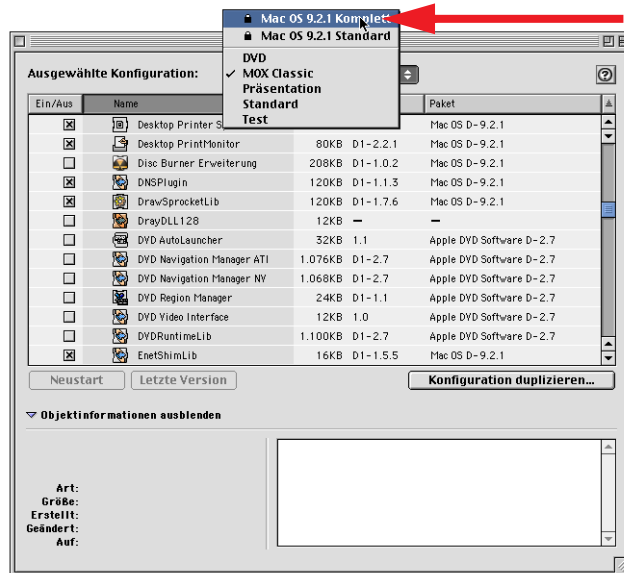 Mac OS 9.2.1 Komplett
Mac OS 9.2.1 Standard
DVD
MOX Classic
Präsentation
Standard
Test
Ausgewählte Konfiguration:
Ein/Aus Name Paket
Desktop Printer S Mac OS D-9.2.1
Desktop PrintMonitor 80KB D1-2.2.1 Mac OS D-9.2.1
Disc Burner Erweiterung 208KB D1-1.0.2 Mac OS D-9.2.1
DNSPlugin 120KB D1-1.1.3 Mac OS D-9.2.1
DrawSprocketLib 120KB D1-1.7.6 Mac OS D-9.2.1
DrayDLL128 12KB – –
DVD AutoLauncher 32KB 1.1 Apple DVD Software D-2.7
DVD Navigation Manager ATI 1.076KB D1-2.7 Apple DVD Software D-2.7
DVD Navigation Manager NV 1.068KB D1-2.7 Apple DVD Software D-2.7
DVD Region Manager 24KB D1-1.1 Apple DVD Software D-2.7
DVD Video Interface 12KB 1.0 Apple DVD Software D-2.7
DVDRuntimeLib 1.100KB D1-2.7 Apple DVD Software D-2.7
EnetShimLib 16KB D1-1.5.5 Mac OS D-9.2.1
Neustart Letzte Version Konfiguration duplizieren...
Objektinformationen ausblenden
Art:
Größe:
Erstellt:
Geändert:
Auf: